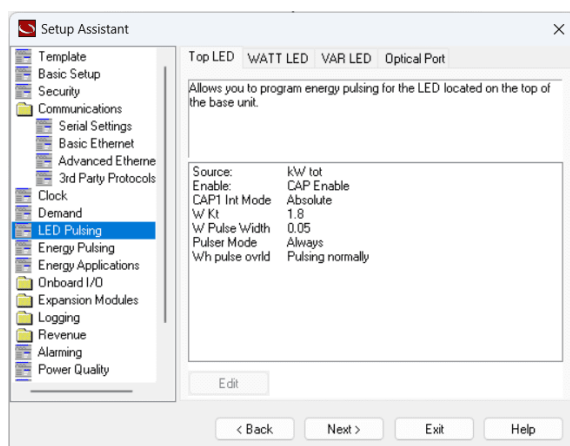 Setup Assistant
Template
Basic Setup
Security
Communications
Serial Settings
Basic Ethernet
Advanced Etherne
3rd Party Protocols
Clock
Demand
LED Pulsing
Energy Pulsing
Energy Applications
Onboard I/O
Expansion Modules
Logging
Revenue
Alarming
Power Quality
Top LED WATT LED VAR LED Optical Port
Allows you to program energy pulsing for the LED located on the top of
the base unit.
Source: kW tot
Enable: CAP Enable
CAP1 Int Mode Absolute
W Kt 1.8
W Pulse Width 0.05
Pulser Mode Always
Wh pulse ovrld Pulsing normally
Edit
< Back Next > Exit Help